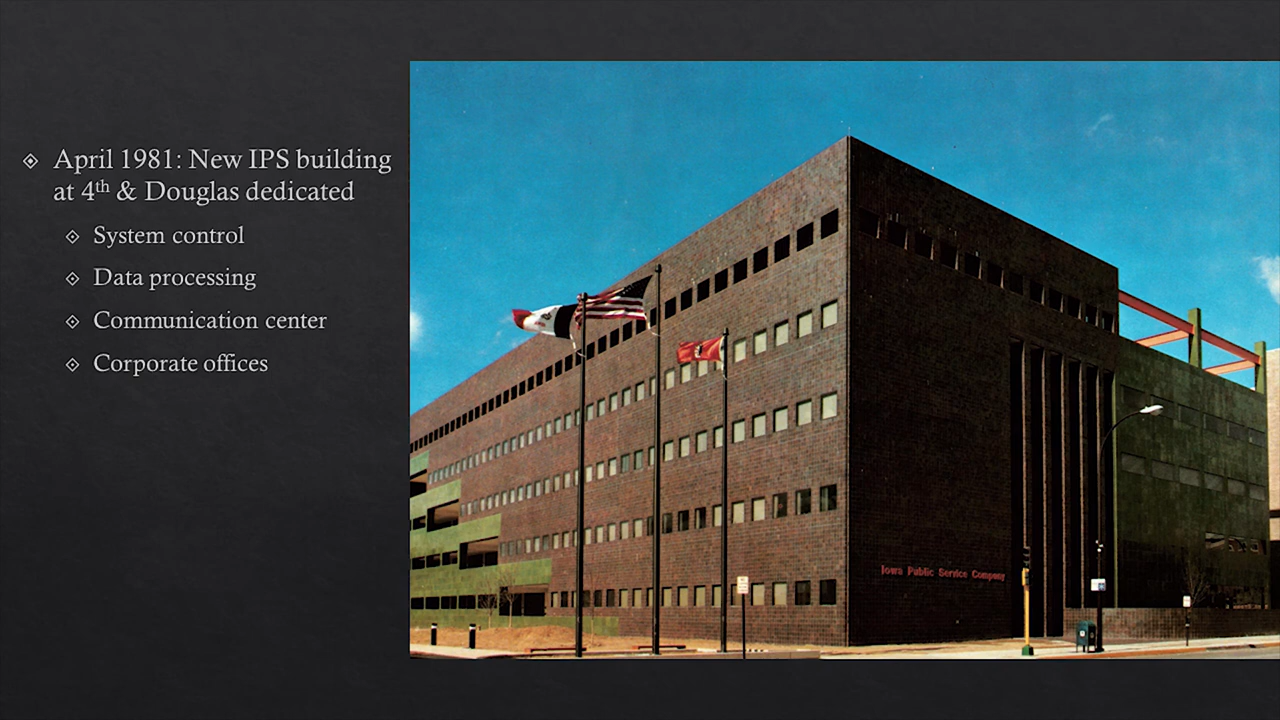 April 1981: New IPS building
at 4th & Douglas dedicated
System control
Data processing
Communication center
Corporate offices
Iowa Public Service Company